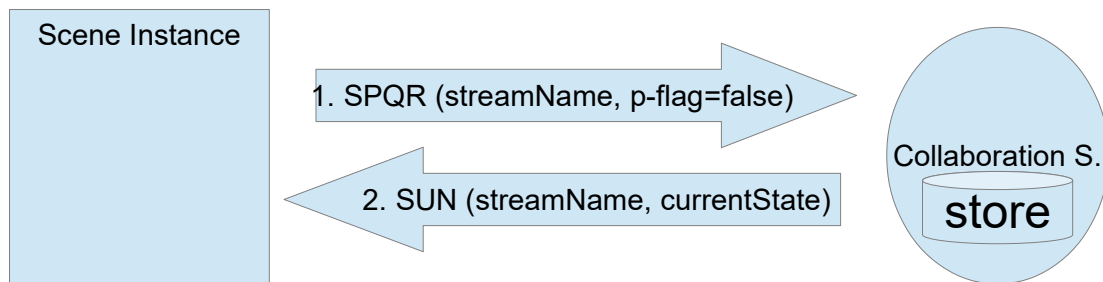 Scene Instance
1. SPQR (streamName, p-flag=false)
Collaboration S.
2. SUN (streamName, currentState)
store